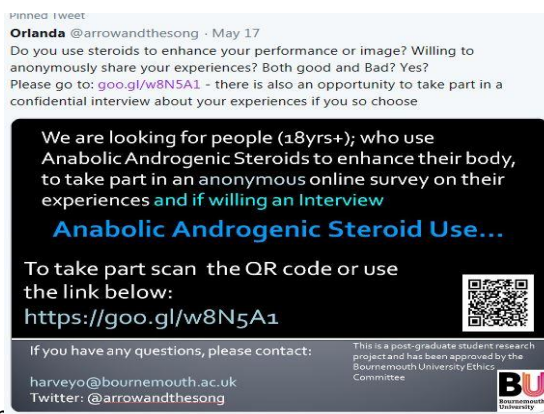 Pinned Tweet
Orlanda @arrowandthesong · May 17
Do you use steroids to enhance your performance or image? Willing to
anonymously share your experiences? Both good and Bad? Yes?
Please go to: goo.gl/w8N5A1 - there is also an opportunity to take part in a
confidential interview about your experiences if you so choose
We are looking for people (18yrs+); who use
Anabolic Androgenic Steroids to enhance their body,
to take part in an anonymous online survey on their
experiences and if willing an Interview
Anabolic Androgenic Steroid Use...
To take part scan the QR code or use
the link below:
https://goo.gl/w8N5A1
If you have any questions, please contact:
harveyo@bournemouth.ac.uk
Twitter: @arrowandthesong
This is a post-graduate student research
project and has been approved by the
Bournemouth University Ethics
Committee
BU
Bournemouth
University